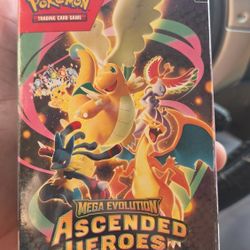 POKÉMON
TRADING CARD GAME
MEGA EVOLUTION
ASCENDED
HEROES